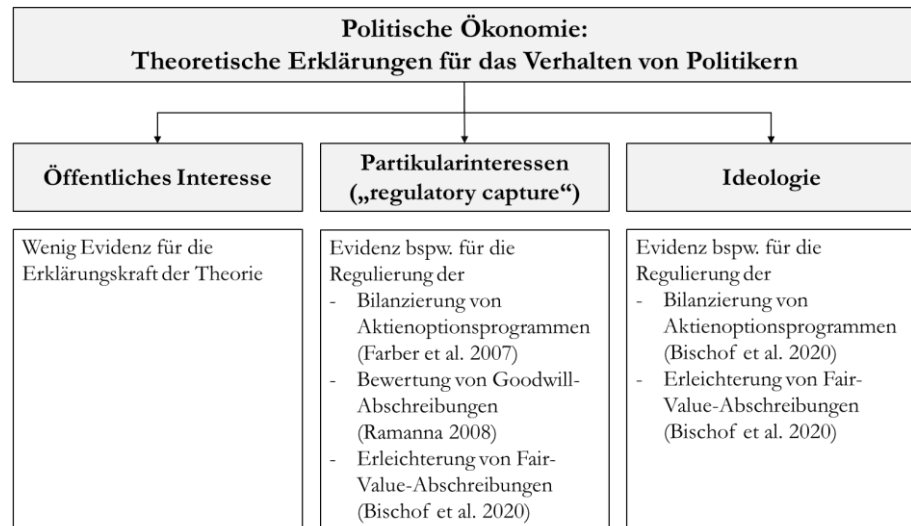 Politische Ökonomie:
Theoretische Erklärungen für das Verhalten von Politikern
Öffentliches Interesse
Partikularinteressen
(„regulatory capture“)
Ideologie
Wenig Evidenz für die
Erklärungskraft der Theorie
Evidenz bspw. für die
Regulierung der
- Bilanzierung von
Aktienoptionsprogrammen
(Farber et al. 2007)
- Bewertung von Goodwill-
Abschreibungen
(Ramanna 2008)
- Erleichterung von Fair-
Value-Abschreibungen
(Bischof et al. 2020)
Evidenz bspw. für die
Regulierung der
- Bilanzierung von
Aktienoptionsprogrammen
(Bischof et al. 2020)
- Erleichterung von Fair-
Value-Abschreibungen
(Bischof et al. 2020)